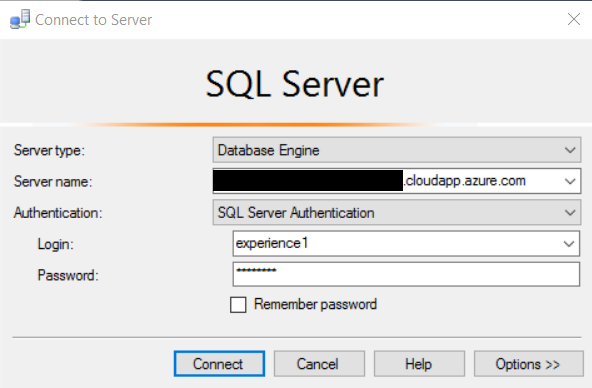 Connect to Server
SQL Server
Server type: Database Engine
Server name: .cloudapp.azure.com
Authentication: SQL Server Authentication
Login: experience1
Password: ********
Remember password
Connect Cancel Help Options >>